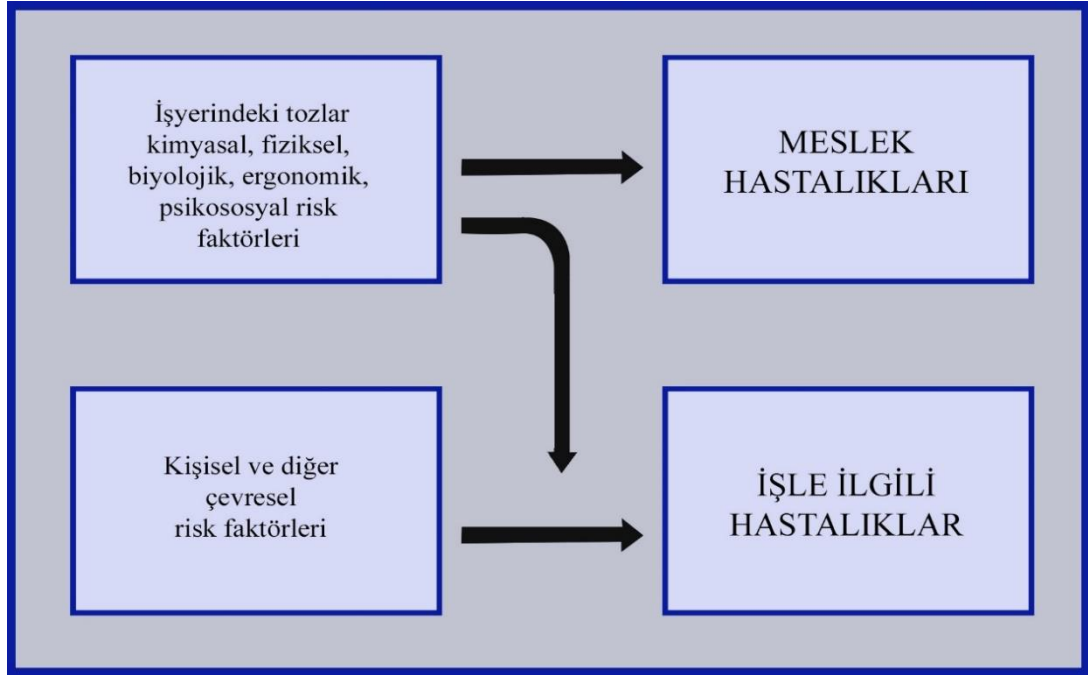 İşyerindeki tozlar
kimyasal, fiziksel,
biyolojik, ergonomik,
psikososyal risk
faktörleri
MESLEK
HASTALIKLARI
Kişisel ve diğer
çevresel
risk faktörleri
İŞLE İLGİLİ
HASTALIKLAR